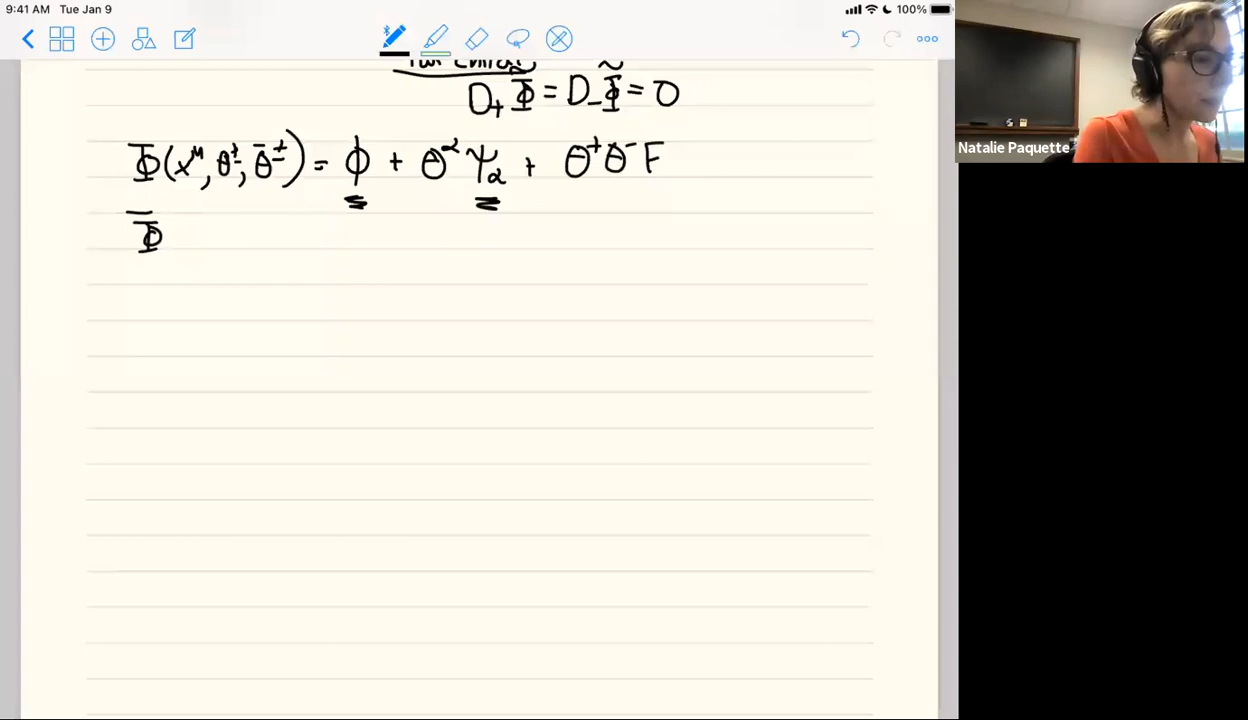 9:41 AM Tue Jan 9
100%
D₊Φ = D₋Φ̃ = 0
Natalie Paquette
Φ(x^μ, θ^±, θ̄^±) = ϕ + θ^α ψ_α + θ⁺θ⁻F
Φ̄